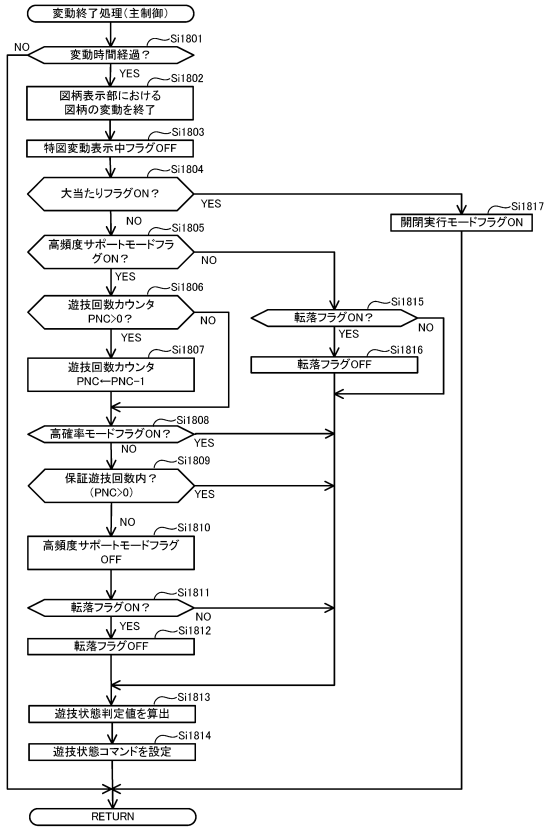 変動終了処理(主制御)
Si1801
NO
変動時間経過？
YES
Si1802
図柄表示部における
図柄の変動を終了
Si1803
特図変動表示中フラグOFF
Si1804
大当たりフラグON？
YES
NO
Si1817
開閉実行モードフラグON
Si1805
高頻度サポートモードフラ
グON？
NO
YES
Si1806
遊技回数カウンタ
PNC>0？
NO
YES
Si1815
転落フラグON？
NO
YES
Si1807
遊技回数カウンタ
PNC←PNC-1
Si1816
転落フラグOFF
Si1808
高確率モードフラグON？
YES
NO
Si1809
保証遊技回数内？
(PNC>0)
YES
NO
Si1810
高頻度サポートモードフラグ
OFF
Si1811
転落フラグON？
NO
YES
Si1812
転落フラグOFF
Si1813
遊技状態判定値を算出
Si1814
遊技状態コマンドを設定
RETURN